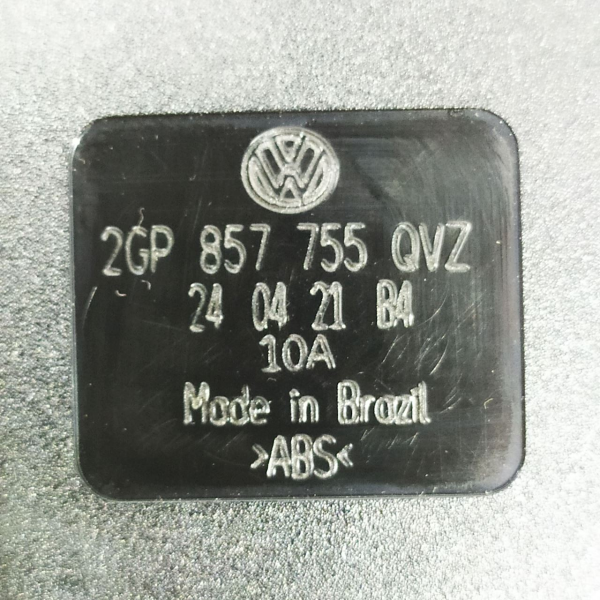 2GP 857 755 QVZ
24 04 21 B4
10A
Made in Brazil
>ABS<